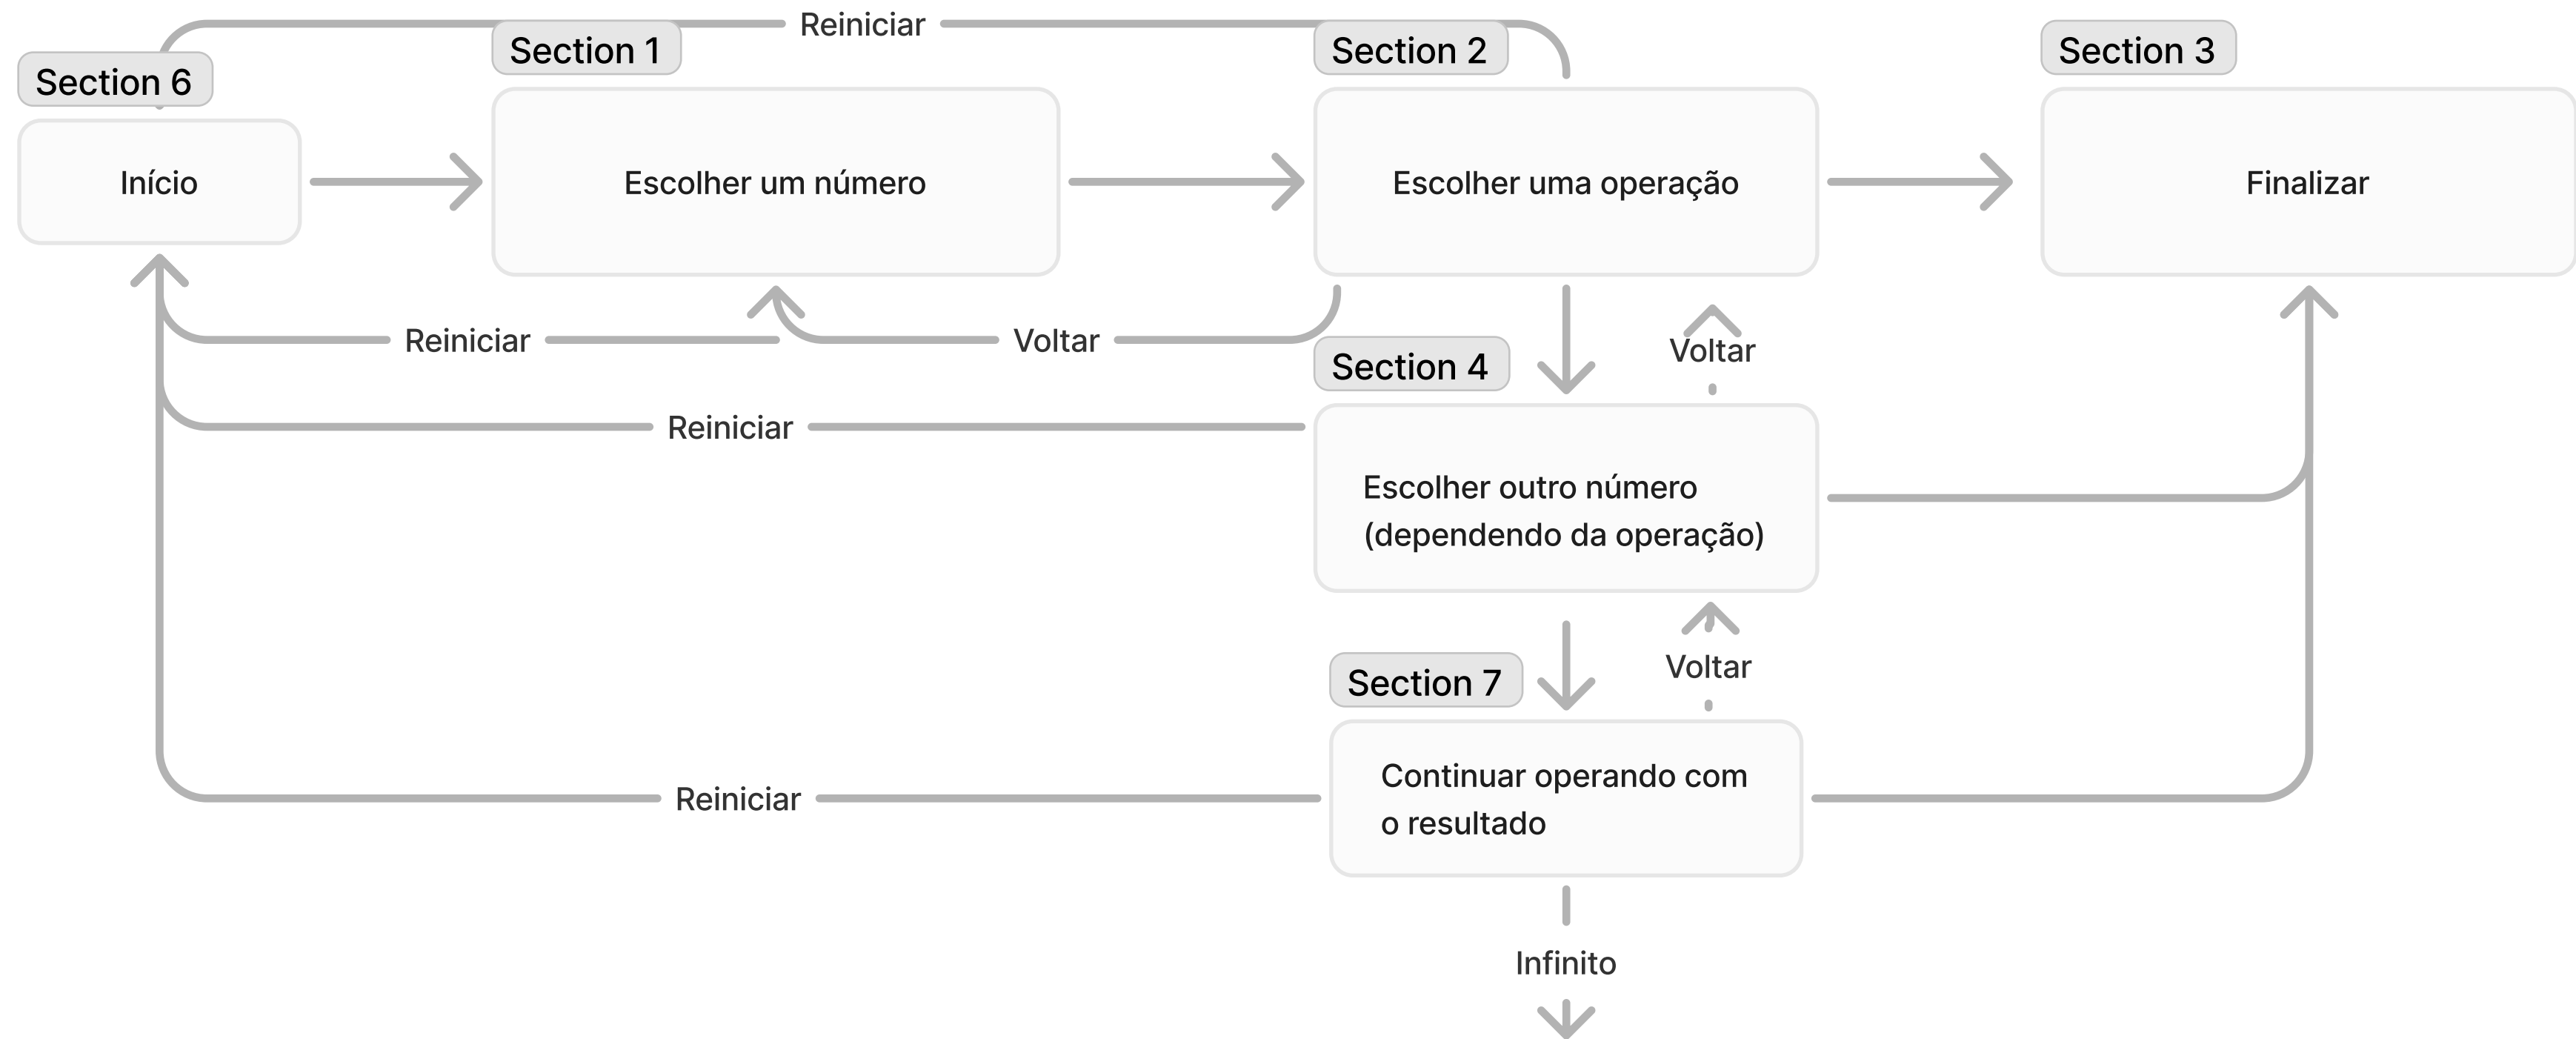 Reiniciar
Section 6
Section 1
Section 2
Section 3
Início
Escolher um número
Escolher uma operação
Finalizar
Reiniciar
Voltar
Voltar
Section 4
Reiniciar
Escolher outro número
(dependendo da operação)
Voltar
Section 7
Continuar operando com
o resultado
Reiniciar
Infinito